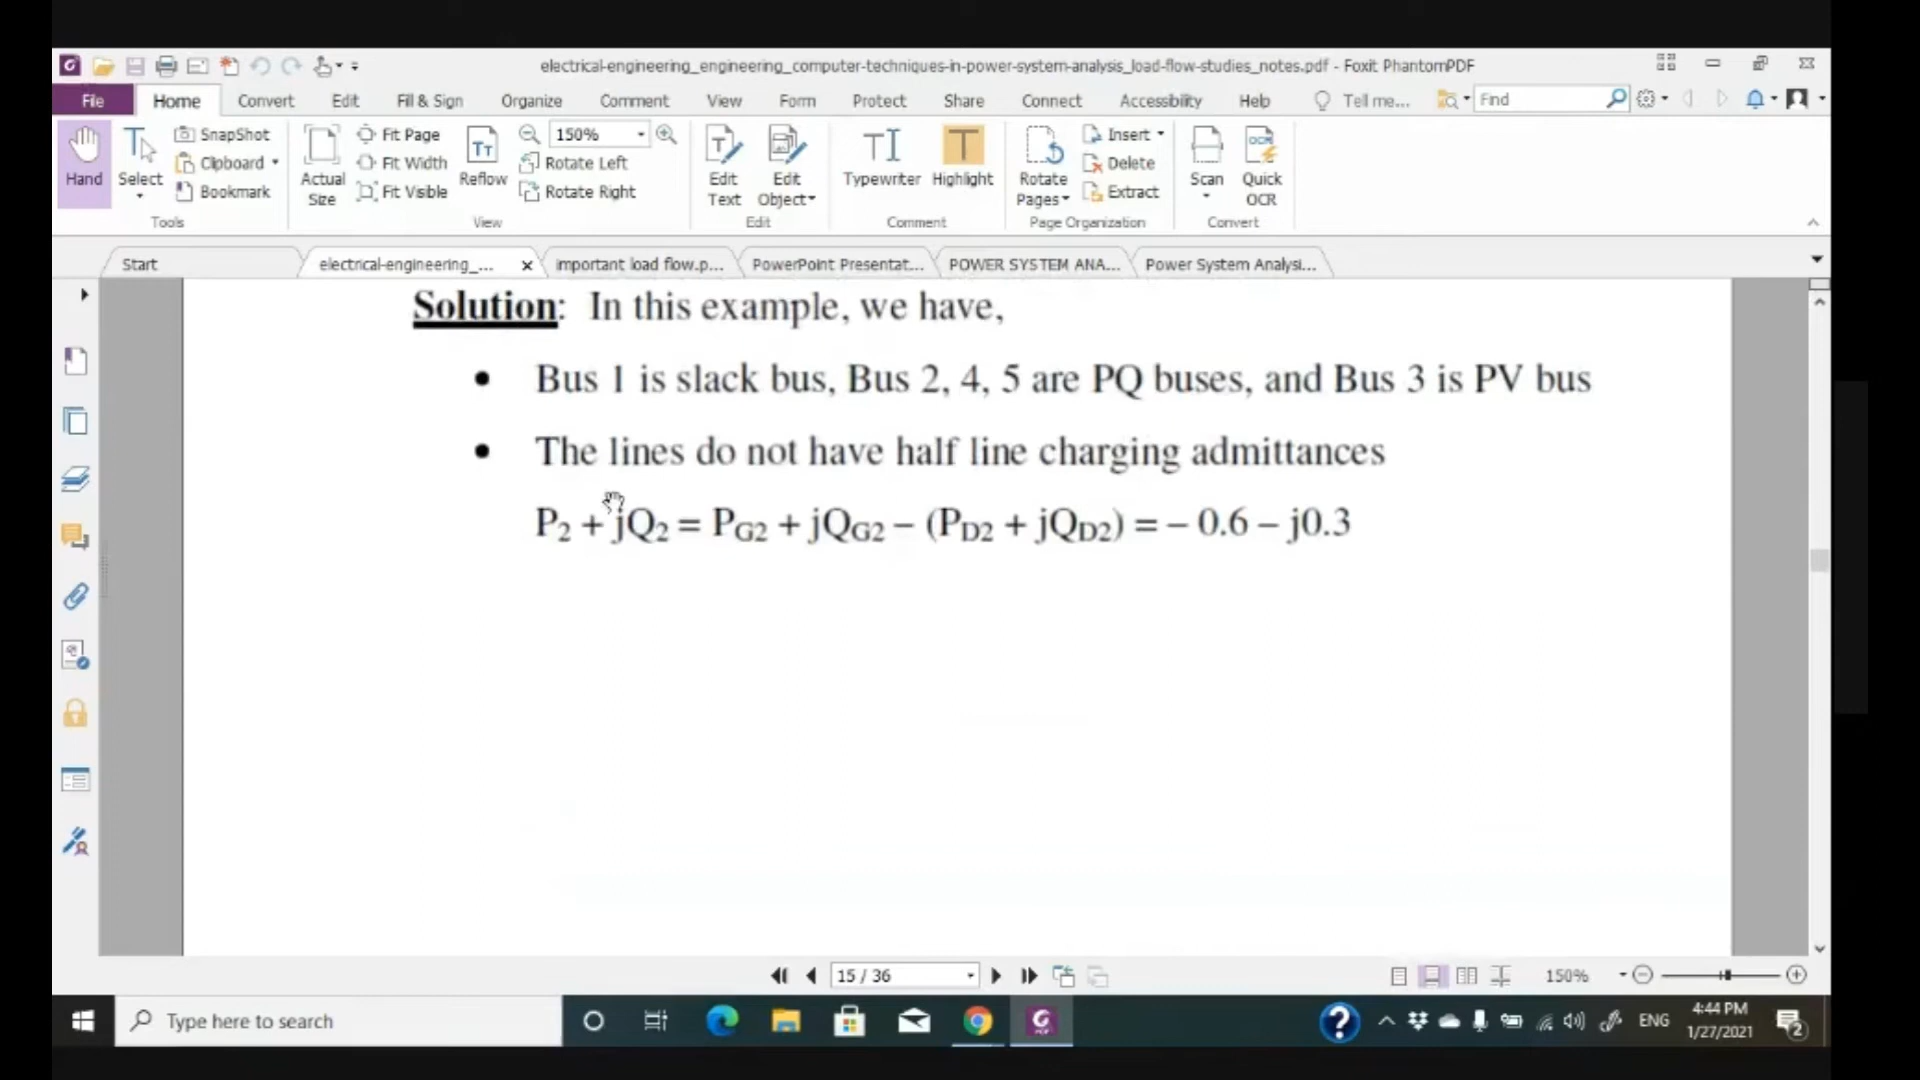 electrical-engineering_engineering_computer-techniques-in-power-system-analysis_load-flow-studies_notes.pdf - Foxit PhantomPDF
File Home Convert Edit Fill & Sign Organize Comment View Form Protect Share Connect Accessibility Help Tell me... Find
Hand
Select
SnapShot
Clipboard
Bookmark
Tools
Actual Size
Fit Page
Fit Width
Fit Visible
Reflow
150%
Rotate Left
Rotate Right
View
Edit Text
Edit Object
Edit
Typewriter
Highlight
Comment
Rotate Pages
Insert
Delete
Extract
Page Organization
Scan
Quick OCR
Convert
Start electrical-engineering_... important load flow.p... PowerPoint Presentat... POWER SYSTEM ANA... Power System Analysi...
Solution: In this example, we have,
• Bus 1 is slack bus, Bus 2, 4, 5 are PQ buses, and Bus 3 is PV bus
• The lines do not have half line charging admittances
P2 + jQ2 = PG2 + jQG2 – (PD2 + jQD2) = – 0.6 – j0.3
15 / 36
150%
Type here to search
ENG
4:44 PM
1/27/2021
2